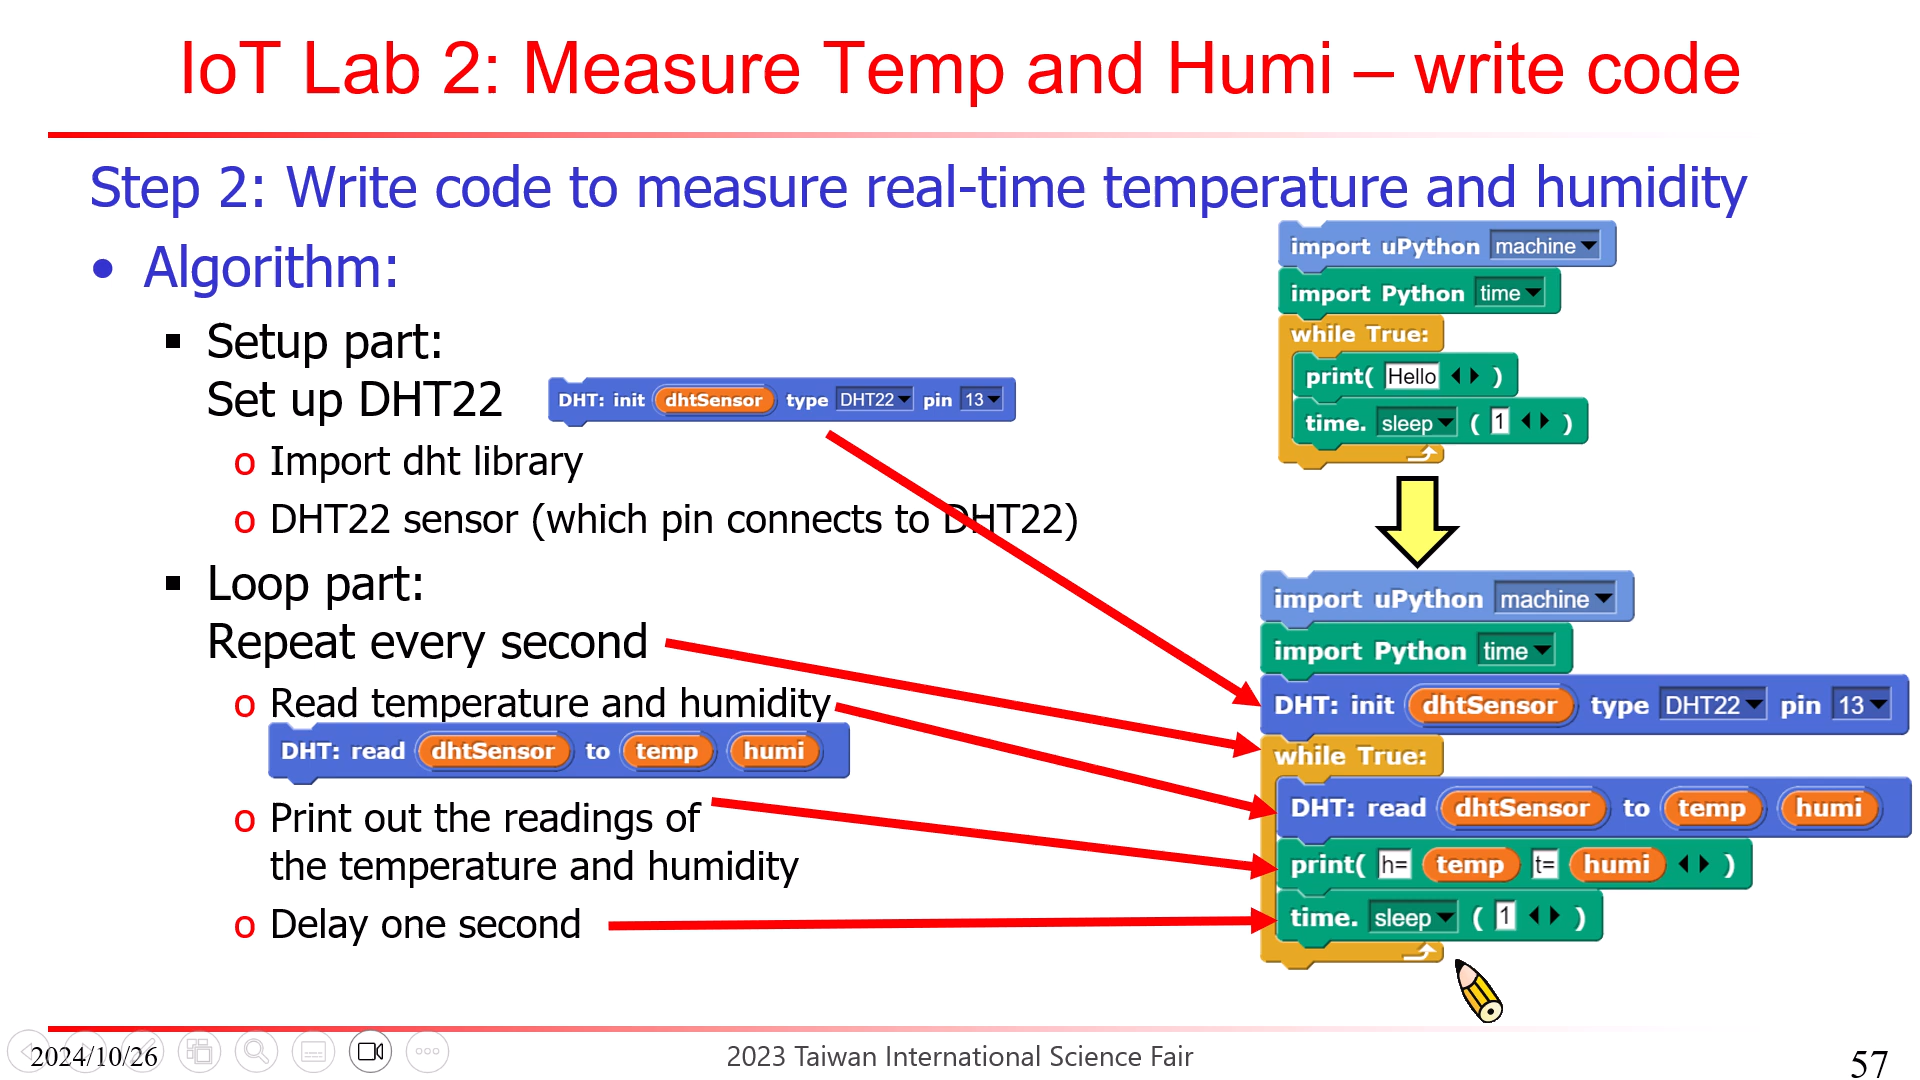 IoT Lab 2: Measure Temp and Humi – write code
Step 2: Write code to measure real-time temperature and humidity
• Algorithm:
▪ Setup part:
Set up DHT22
DHT: init dhtSensor type DHT22 pin 13
o Import dht library
o DHT22 sensor (which pin connects to DHT22)
▪ Loop part:
Repeat every second
o Read temperature and humidity
DHT: read dhtSensor to temp humi
o Print out the readings of
the temperature and humidity
o Delay one second
import uPython machine
import Python time
while True:
print( Hello )
time. sleep ( 1 )
import uPython machine
import Python time
DHT: init dhtSensor type DHT22 pin 13
while True:
DHT: read dhtSensor to temp humi
print( h= temp t= humi )
time. sleep ( 1 )
2024/10/26
2023 Taiwan International Science Fair
57